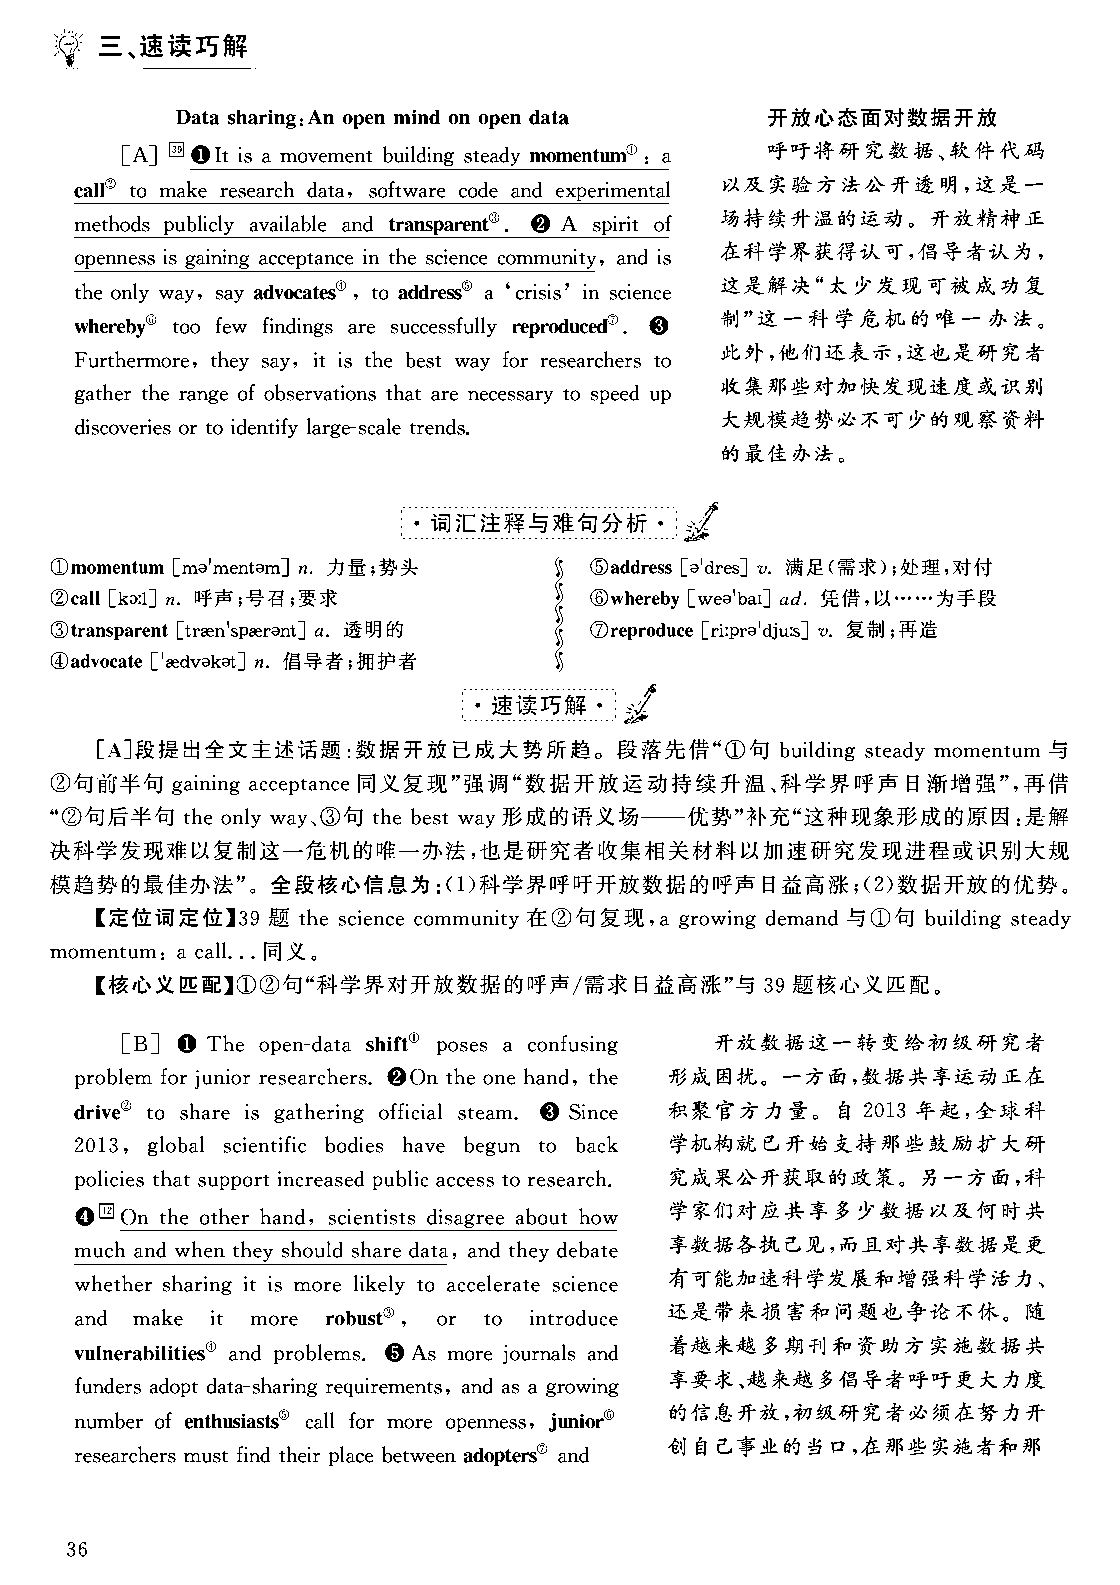 三、速读巧解
Data sharing: An open mind on open data
[A] 39 ❶It is a movement building steady momentum① : a
call② to make research data, software code and experimental
methods publicly available and transparent③. ❷ A spirit of
openness is gaining acceptance in the science community, and is
the only way, say advocates④, to address⑤ a ‘crisis’ in science
whereby⑥ too few findings are successfully reproduced⑦. ❸
Furthermore, they say, it is the best way for researchers to
gather the range of observations that are necessary to speed up
discoveries or to identify large-scale trends.
开放心态面对数据开放
呼吁将研究数据、软件代码
以及实验方法公开透明,这是一
场持续升温的运动。开放精神正
在科学界获得认可,倡导者认为,
这是解决“太少发现可被成功复
制”这一科学危机的唯一办法。
此外,他们还表示,这也是研究者
收集那些对加快发现速度或识别
大规模趋势必不可少的观察资料
的最佳办法。
·词汇注释与难句分析·
①momentum [məˈmentəm] n. 力量;势头
②call [kɔːl] n. 呼声;号召;要求
③transparent [trænˈspærənt] a. 透明的
④advocate [ˈædvəkət] n. 倡导者;拥护者
⑤address [əˈdres] v. 满足(需求);处理,对付
⑥whereby [weəˈbaɪ] ad. 凭借,以……为手段
⑦reproduce [riːprəˈdjuːs] v. 复制;再造
·速读巧解·
[A]段提出全文主述话题:数据开放已成大势所趋。段落先借“①句 building steady momentum 与
②句前半句 gaining acceptance 同义复现”强调“数据开放运动持续升温、科学界呼声日渐增强”,再借
“②句后半句 the only way、③句 the best way 形成的语义场——优势”补充“这种现象形成的原因:是解
决科学发现难以复制这一危机的唯一办法,也是研究者收集相关材料以加速研究发现进程或识别大规
模趋势的最佳办法”。全段核心信息为:(1)科学界呼吁开放数据的呼声日益高涨;(2)数据开放的优势。
【定位词定位】39 题 the science community 在②句复现,a growing demand 与①句 building steady
momentum: a call... 同义。
【核心义匹配】①②句“科学界对开放数据的呼声/需求日益高涨”与 39 题核心义匹配。
[B] ❶ The open-data shift① poses a confusing
problem for junior researchers. ❷On the one hand, the
drive② to share is gathering official steam. ❸ Since
2013, global scientific bodies have begun to back
policies that support increased public access to research.
❹12 On the other hand, scientists disagree about how
much and when they should share data, and they debate
whether sharing it is more likely to accelerate science
and make it more robust③, or to introduce
vulnerabilities④ and problems. ❺ As more journals and
funders adopt data-sharing requirements, and as a growing
number of enthusiasts⑤ call for more openness, junior⑥
researchers must find their place between adopters⑦ and
开放数据这一转变给初级研究者
形成困扰。一方面,数据共享运动正在
积聚官方力量。自 2013 年起,全球科
学机构就已开始支持那些鼓励扩大研
究成果公开获取的政策。另一方面,科
学家们对应共享多少数据以及何时共
享数据各执己见,而且对共享数据是更
有可能加速科学发展和增强科学活力、
还是带来损害和问题也争论不休。随
着越来越多期刊和资助方实施数据共
享要求、越来越多倡导者呼吁更大力度
的信息开放,初级研究者必须在努力开
创自己事业的当口,在那些实施者和那
36